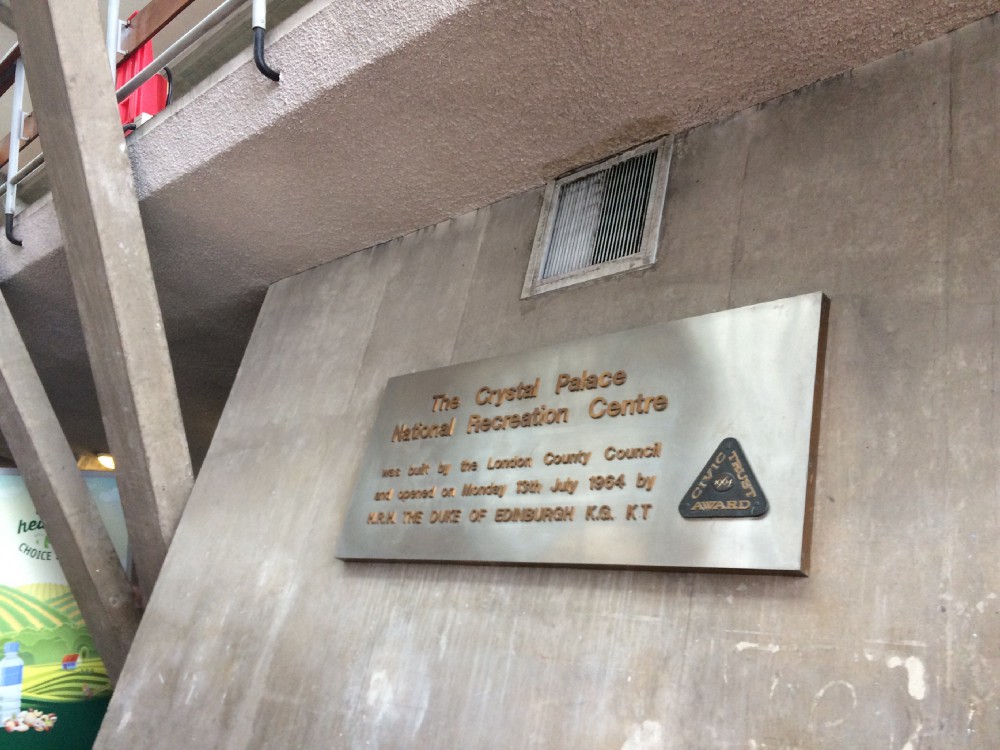 The Crystal Palace
National Recreation Centre
was built by the London County Council
and opened on Monday 13th July 1964 by
H.R.H. THE DUKE OF EDINBURGH K.G. KT
CIVIC TRUST
AWARD
CHOICE